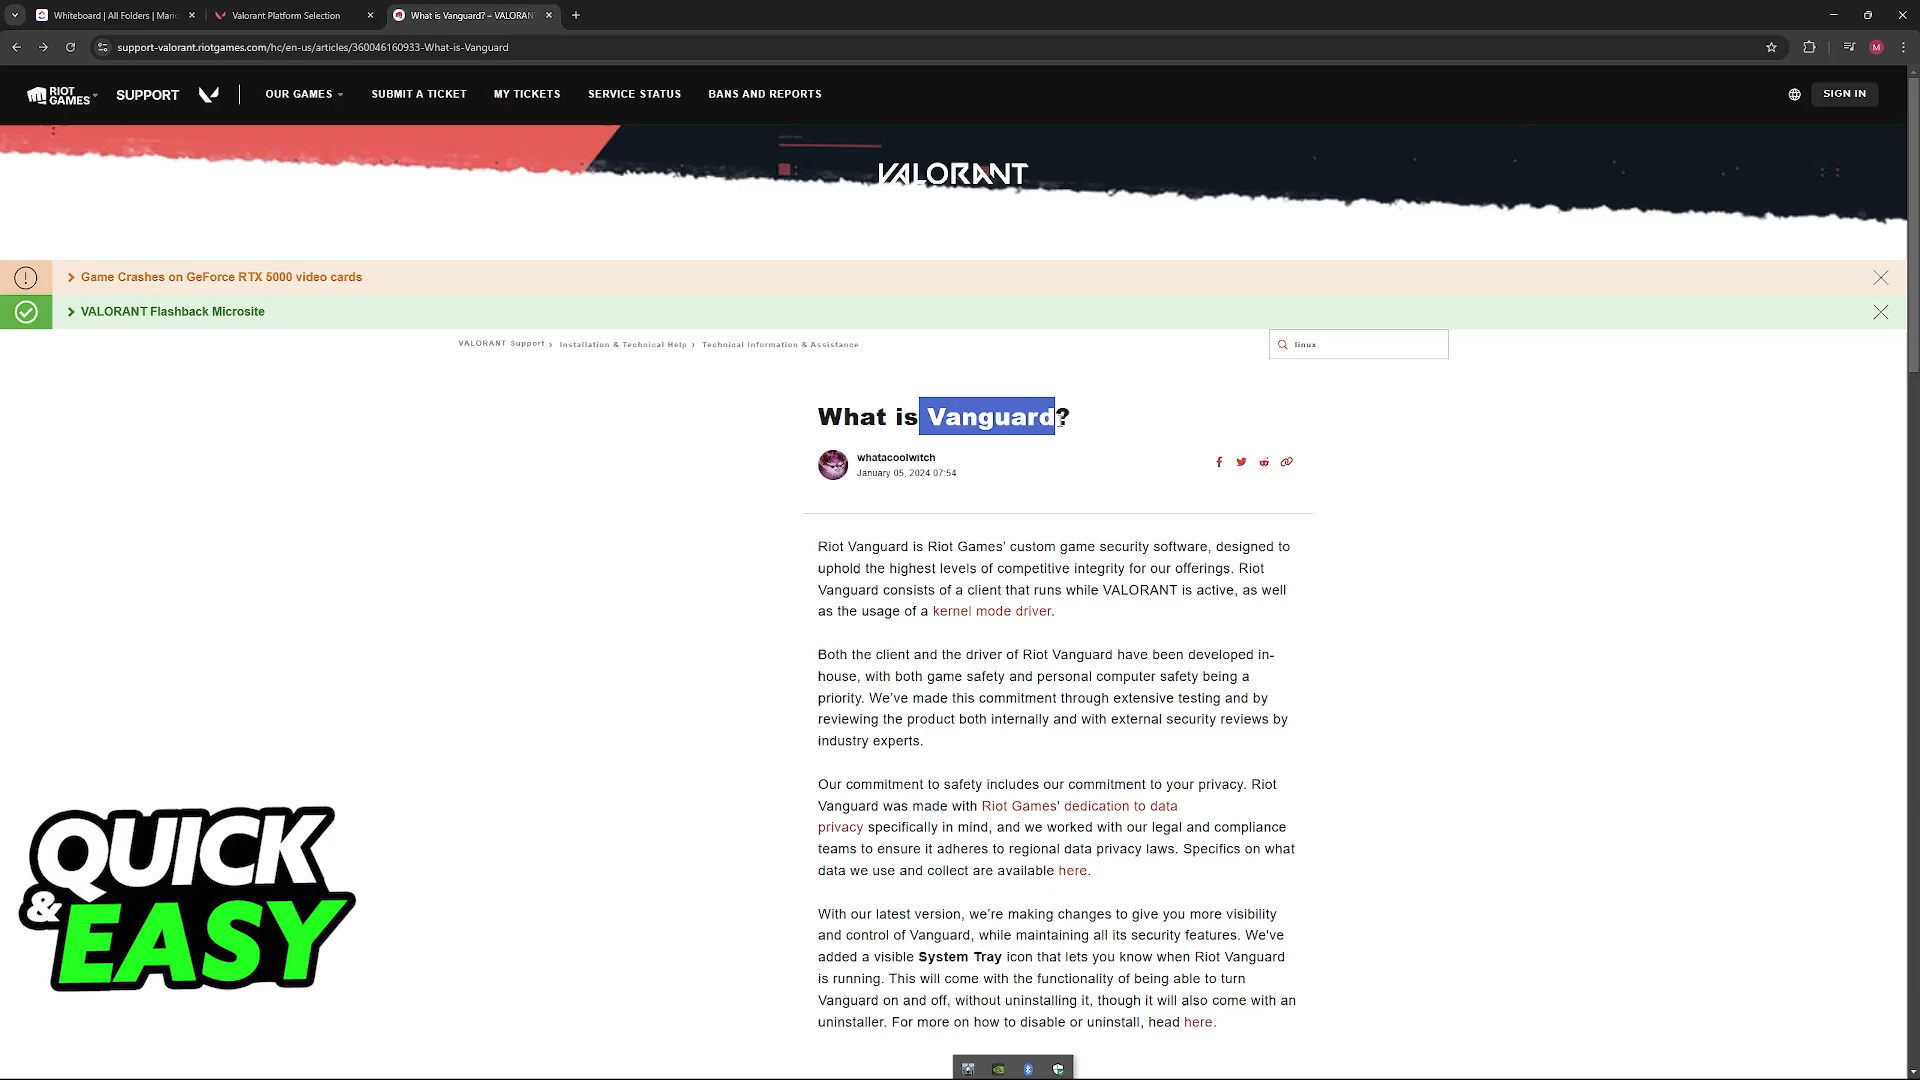 Whiteboard | All Folders | Mario
Valorant Platform Selection
What is Vanguard? – VALORAN
support-valorant.riotgames.com/hc/en-us/articles/360046160933-What-is-Vanguard
M
RIOT GAMES
SUPPORT
OUR GAMES
SUBMIT A TICKET
MY TICKETS
SERVICE STATUS
BANS AND REPORTS
SIGN IN
VALORANT
Game Crashes on GeForce RTX 5000 video cards
VALORANT Flashback Microsite
VALORANT Support › Installation & Technical Help › Technical Information & Assistance
linux
What is Vanguard?
whatacoolwitch
January 05, 2024 07:54
Riot Vanguard is Riot Games’ custom game security software, designed to
uphold the highest levels of competitive integrity for our offerings. Riot
Vanguard consists of a client that runs while VALORANT is active, as well
as the usage of a kernel mode driver.
Both the client and the driver of Riot Vanguard have been developed in-
house, with both game safety and personal computer safety being a
priority. We’ve made this commitment through extensive testing and by
reviewing the product both internally and with external security reviews by
industry experts.
Our commitment to safety includes our commitment to your privacy. Riot
Vanguard was made with Riot Games' dedication to data
privacy specifically in mind, and we worked with our legal and compliance
teams to ensure it adheres to regional data privacy laws. Specifics on what
data we use and collect are available here.
With our latest version, we’re making changes to give you more visibility
and control of Vanguard, while maintaining all its security features. We've
added a visible System Tray icon that lets you know when Riot Vanguard
is running. This will come with the functionality of being able to turn
Vanguard on and off, without uninstalling it, though it will also come with an
uninstaller. For more on how to disable or uninstall, head here.
QUICK
& EASY